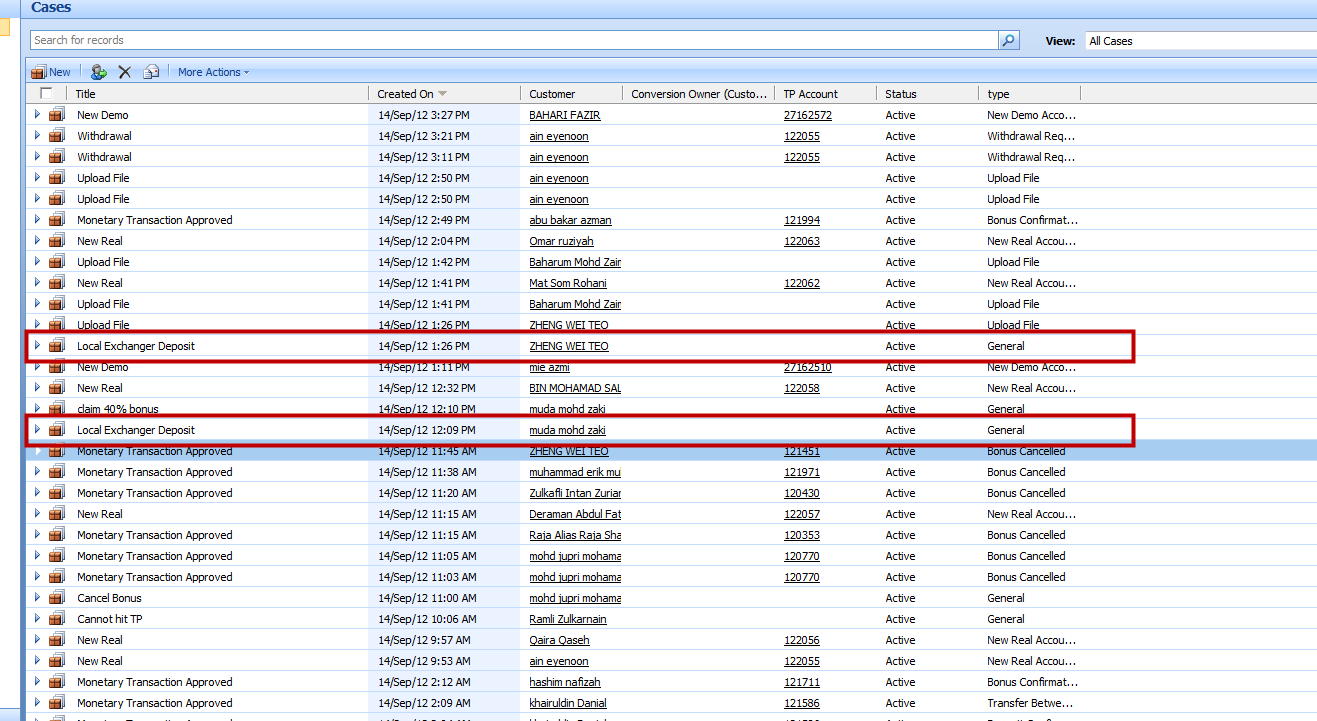 Cases
Search for records View: All Cases
New More Actions
Title Created On Customer Conversion Owner (Custo... TP Account Status type
New Demo 14/Sep/12 3:27 PM BAHARI FAZIR 27162572 Active New Demo Acco...
Withdrawal 14/Sep/12 3:21 PM ain eyenoon 122055 Active Withdrawal Req...
Withdrawal 14/Sep/12 3:11 PM ain eyenoon 122055 Active Withdrawal Req...
Upload File 14/Sep/12 2:50 PM ain eyenoon Active Upload File
Upload File 14/Sep/12 2:50 PM ain eyenoon Active Upload File
Monetary Transaction Approved 14/Sep/12 2:49 PM abu bakar azman 121994 Active Bonus Confirmat...
New Real 14/Sep/12 2:04 PM Omar ruziyah 122063 Active New Real Accou...
Upload File 14/Sep/12 1:42 PM Baharum Mohd Zair Active Upload File
New Real 14/Sep/12 1:41 PM Mat Som Rohani 122062 Active New Real Accou...
Upload File 14/Sep/12 1:41 PM Baharum Mohd Zair Active Upload File
Upload File 14/Sep/12 1:26 PM ZHENG WEI TEO Active Upload File
Local Exchanger Deposit 14/Sep/12 1:26 PM ZHENG WEI TEO Active General
New Demo 14/Sep/12 1:11 PM mie azmi 27162510 Active New Demo Acco...
New Real 14/Sep/12 12:32 PM BIN MOHAMAD SAL 122058 Active New Real Accou...
claim 40% bonus 14/Sep/12 12:10 PM muda mohd zaki Active General
Local Exchanger Deposit 14/Sep/12 12:09 PM muda mohd zaki Active General
Monetary Transaction Approved 14/Sep/12 11:45 AM ZHENG WEI TEO 121451 Active Bonus Cancelled
Monetary Transaction Approved 14/Sep/12 11:38 AM muhammad erik mu 121971 Active Bonus Cancelled
Monetary Transaction Approved 14/Sep/12 11:20 AM Zulkafli Intan Zuriar 120430 Active Bonus Cancelled
New Real 14/Sep/12 11:17 AM Deraman Abdul Fat 122057 Active New Real Accou...
Monetary Transaction Approved 14/Sep/12 11:15 AM Raja Alias Raja Sha 120353 Active Bonus Cancelled
Monetary Transaction Approved 14/Sep/12 11:05 AM mohd jupri mohama 120770 Active Bonus Cancelled
Monetary Transaction Approved 14/Sep/12 11:03 AM mohd jupri mohama 120770 Active Bonus Cancelled
Cancel Bonus 14/Sep/12 11:00 AM mohd jupri mohama Active General
Cannot hit TP 14/Sep/12 10:06 AM Ramli Zulkarnain Active General
New Real 14/Sep/12 9:57 AM Qaira Qaseh 122056 Active New Real Accou...
New Real 14/Sep/12 9:53 AM ain eyenoon 122055 Active New Real Accou...
Monetary Transaction Approved 14/Sep/12 2:12 AM hashim nafizah 121711 Active Bonus Confirmat...
Monetary Transaction Approved 14/Sep/12 2:09 AM khairuldin Danial 121586 Active Transfer Betwe...